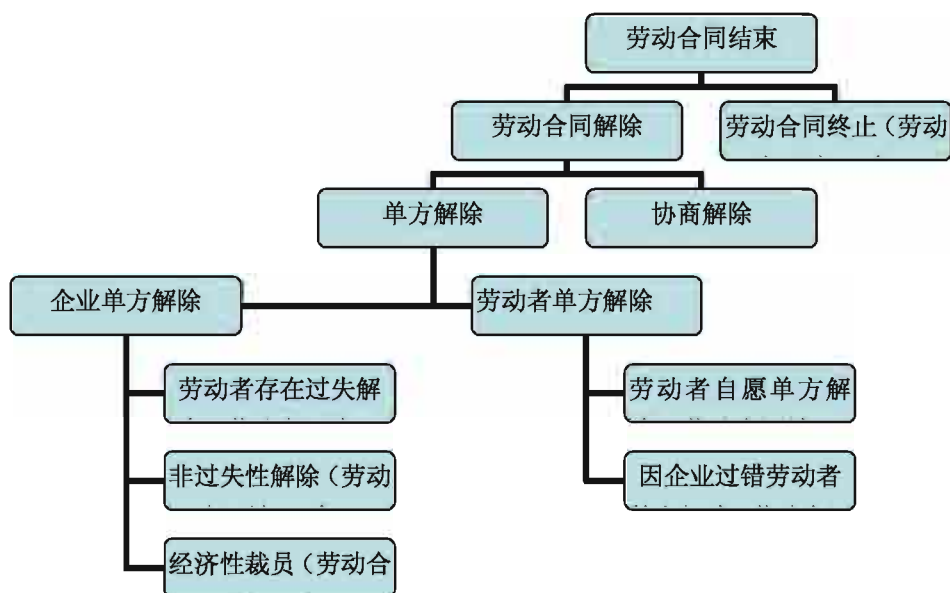 劳动合同结束
劳动合同解除
劳动合同终止（劳动
单方解除
协商解除
企业单方解除
劳动者单方解除
劳动者存在过失解
劳动者自愿单方解
非过失性解除（劳动
因企业过错劳动者
经济性裁员（劳动合